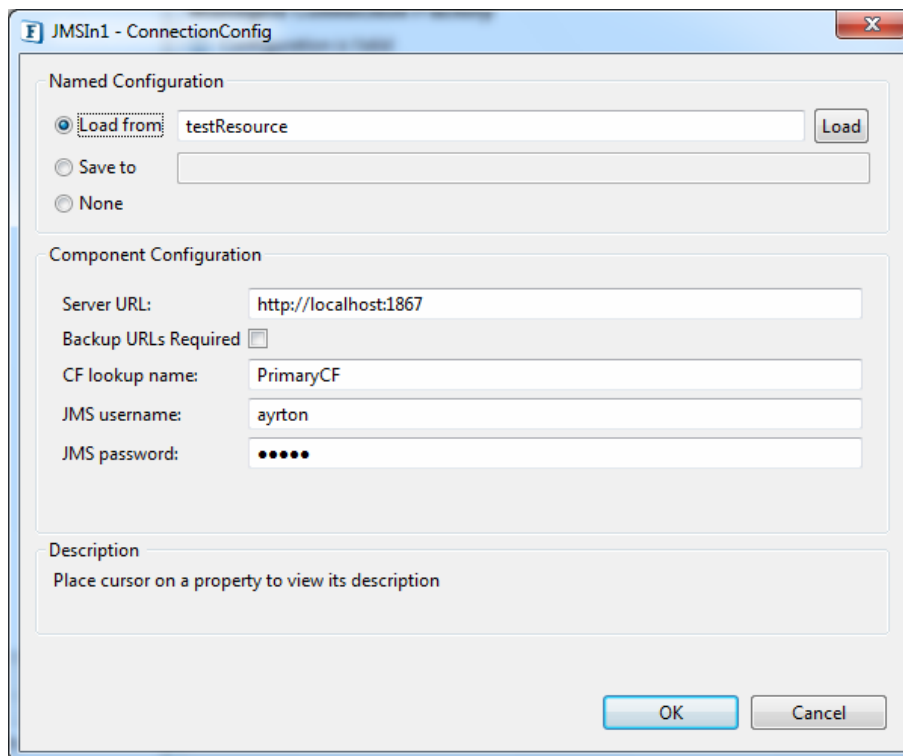 JMSIn1 - ConnectionConfig
Named Configuration
Load from testResource Load
Save to
None
Component Configuration
Server URL: http://localhost:1867
Backup URLs Required
CF lookup name: PrimaryCF
JMS username: ayrton
JMS password: •••••
Description
Place cursor on a property to view its description
OK Cancel